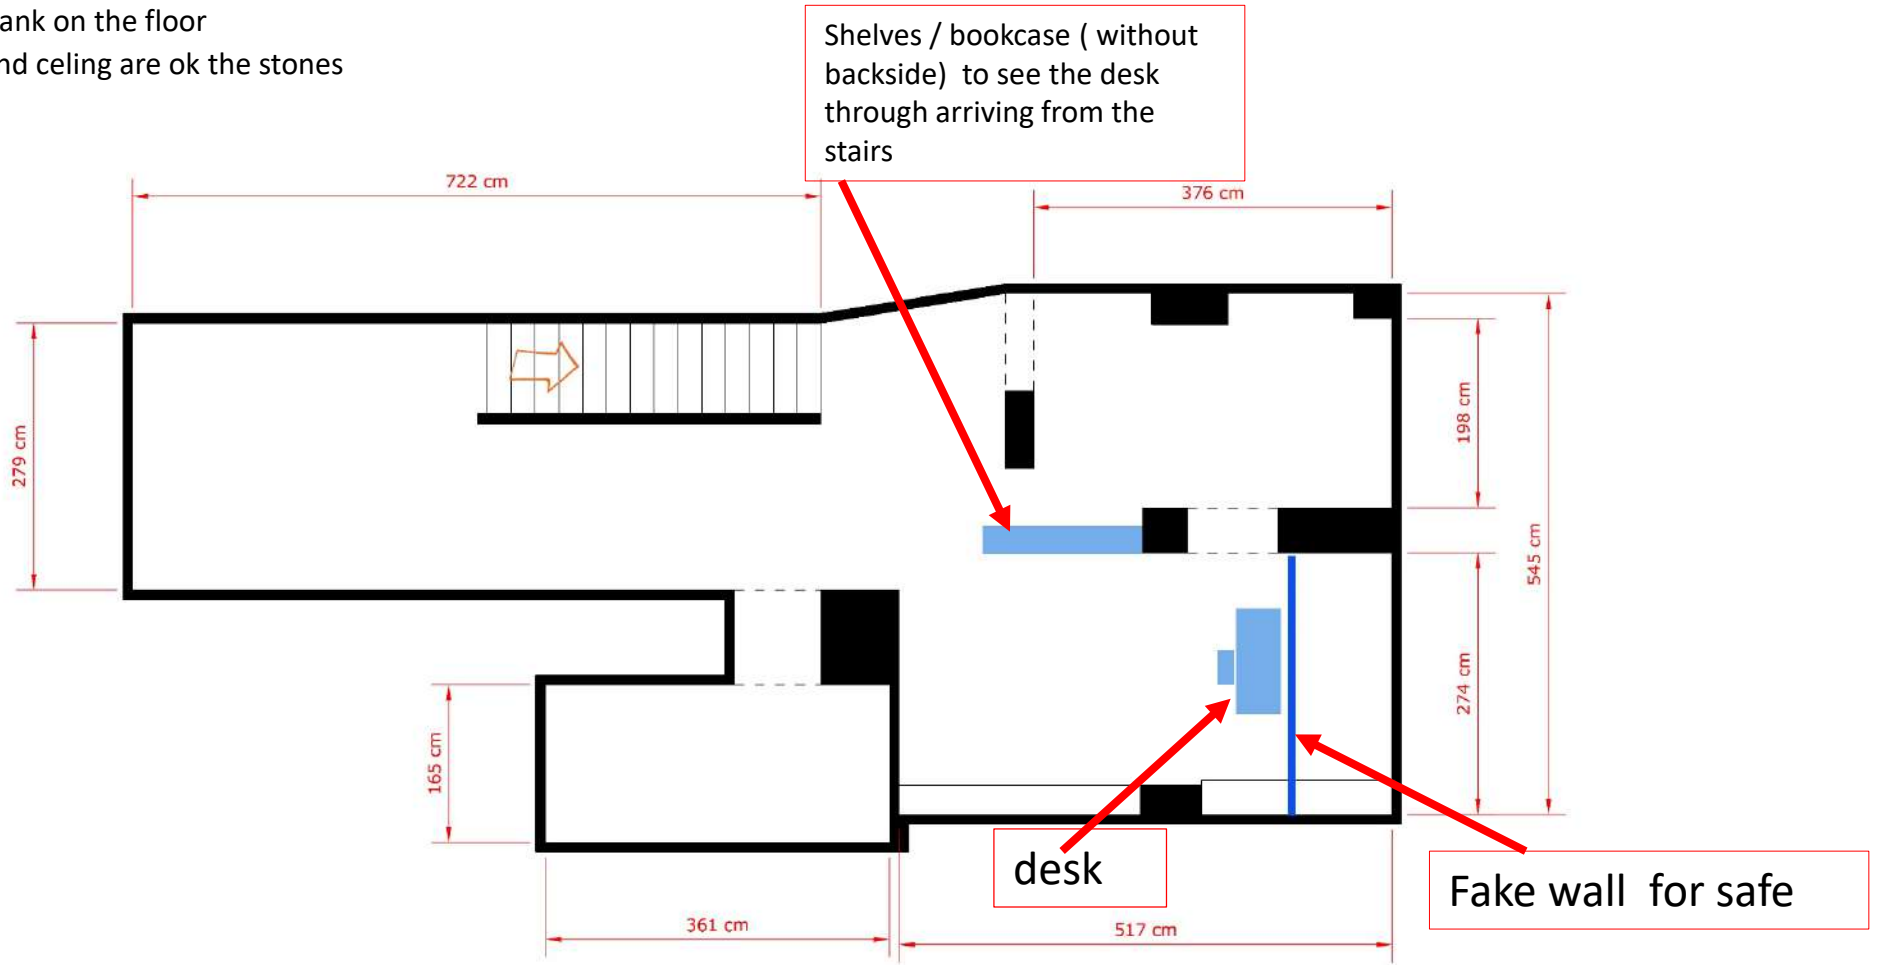 ank on the floor
nd celing are ok the stones
Shelves / bookcase ( without
backside)  to see the desk
through arriving from the
stairs
722 cm
376 cm
279 cm
198 cm
545 cm
274 cm
165 cm
desk
Fake wall  for safe
361 cm
517 cm